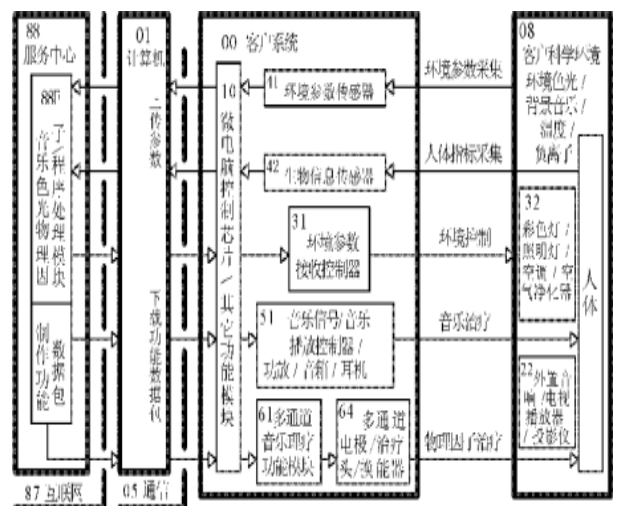 88
服务中心
88F
音乐色光物理因
子/程序处理模块
制作功能
数据包
87 互联网
01
计算机
上传参数
下载功能数据包
05 通信
00 客户系统
10
微电脑控制芯片/其它功能模块
41 环境参数传感器
42 生物信息传感器
31
环境参数
接收控制器
51 音乐信号/音乐
播放控制器/
功放/音箱/耳机
61 多通道
音乐理疗
功能模块
64 多通道
电极/治疗
头/换能器
环境参数采集
人体指标采集
环境控制
音乐治疗
物理因子治疗
08
客户科学环境
环境色光/
背景音乐/
温度/
负离子
32
彩色灯/
照明灯/
空调/空
气净化器
22 外置音
响/电视
播放器
/投影仪
人体